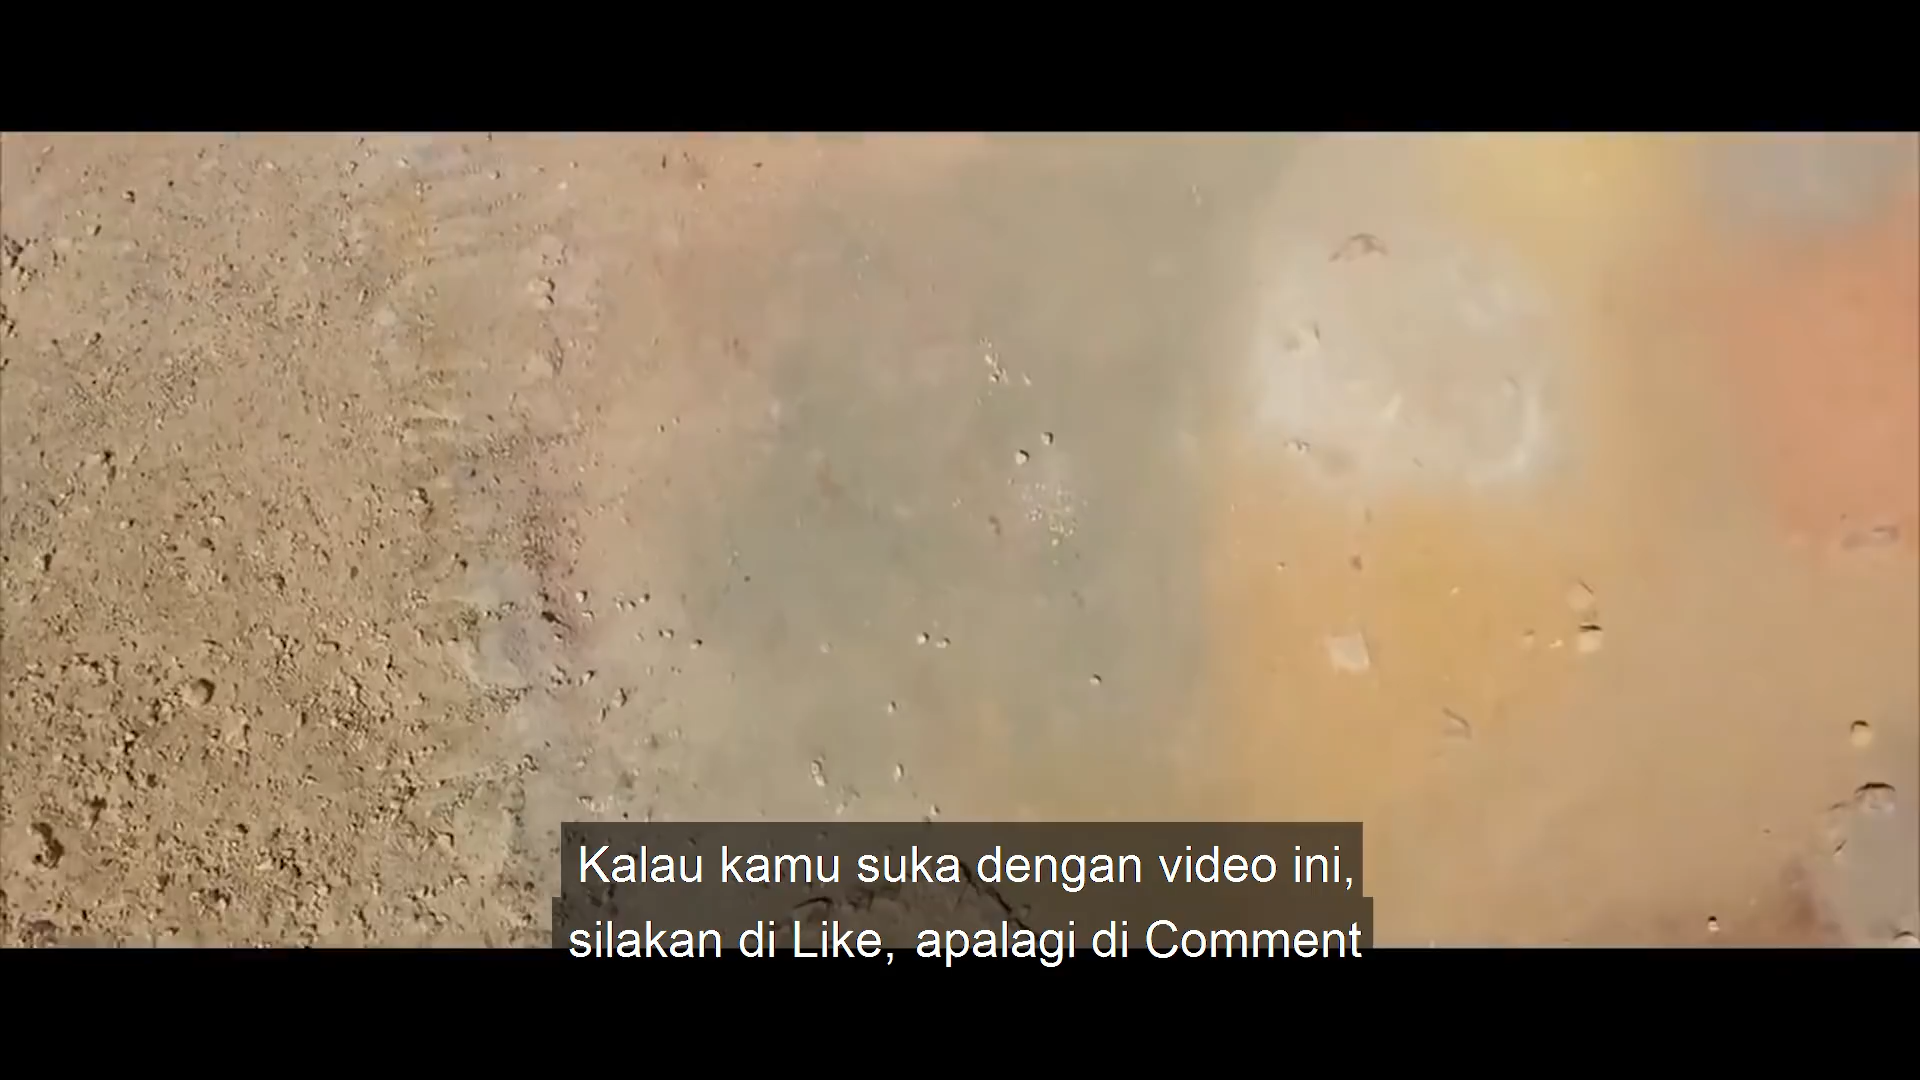 Kalau kamu suka dengan video ini,
silakan di Like, apalagi di Comment